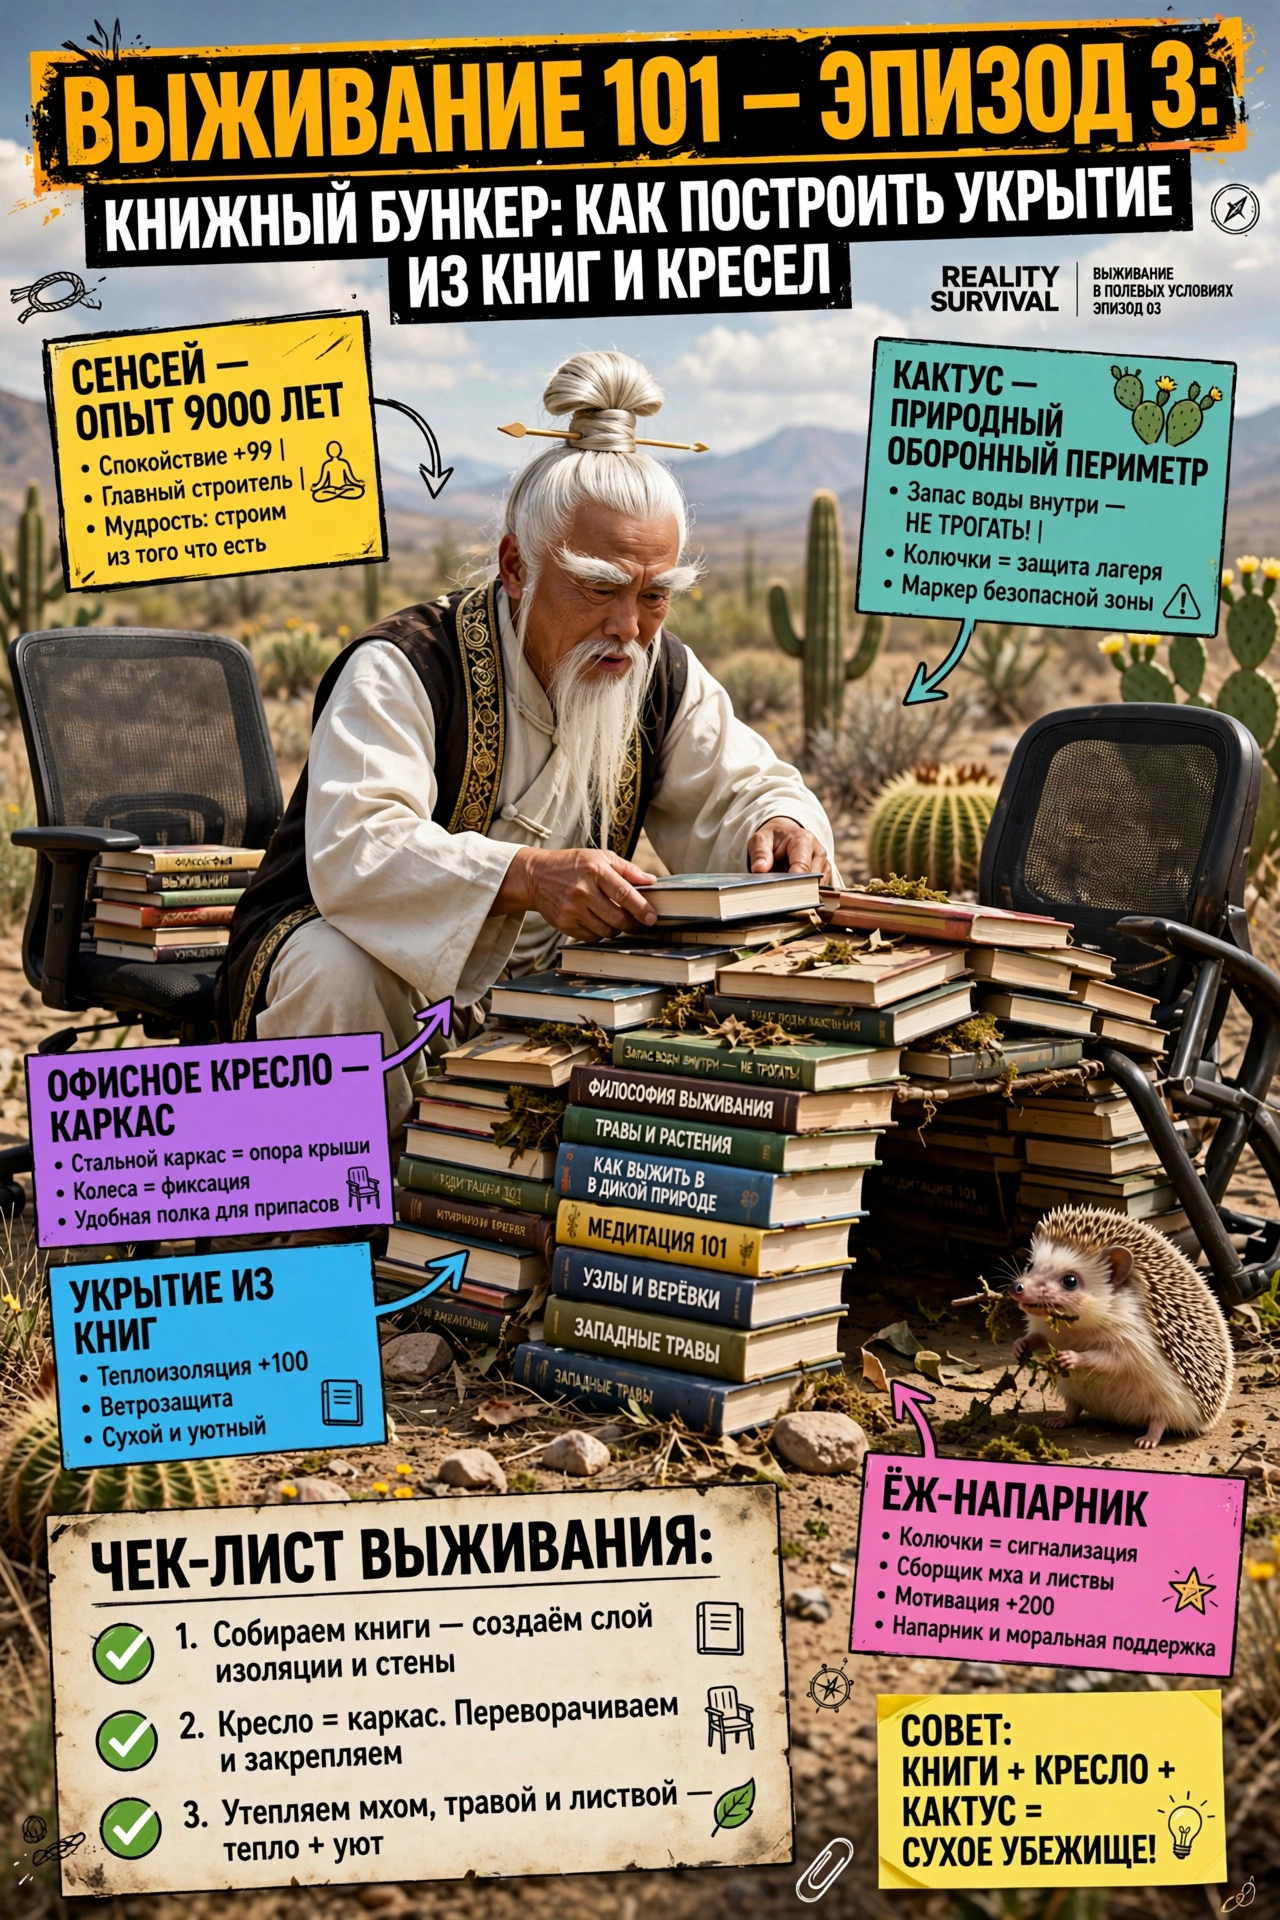 ВЫЖИВАНИЕ 101 — ЭПИЗОД 3:
КНИЖНЫЙ БУНКЕР: КАК ПОСТРОИТЬ УКРЫТИЕ
ИЗ КНИГ И КРЕСЕЛ
REALITY
SURVIVAL
ВЫЖИВАНИЕ
В ПОЛЕВЫХ УСЛОВИЯХ
ЭПИЗОД 03
СЕНСЕЙ —
ОПЫТ 9000 ЛЕТ
• Спокойствие +99 |
• Главный строитель |
• Мудрость: строим
из того что есть
КАКТУС —
ПРИРОДНЫЙ
ОБОРОННЫЙ ПЕРИМЕТР
• Запас воды внутри —
НЕ ТРОГАТЬ! |
• Колючки = защита лагеря
• Маркер безопасной зоны
ВЫЖИВАНИЯ
ОФИСНОЕ КРЕСЛО —
КАРКАС
• Стальной каркас = опора крыши
• Колеса = фиксация
• Удобная полка для припасов
УКРЫТИЕ ИЗ
КНИГ
• Теплоизоляция +100
• Ветрозащита
• Сухой и уютный
ЗАПАС ВОДЫ ВНУТРИ — НЕ ТРОГАТЬ!
ФИЛОСОФИЯ ВЫЖИВАНИЯ
ТРАВЫ И РАСТЕНИЯ
КАК ВЫЖИТЬ В
В ДИКОЙ ПРИРОДЕ
МЕДИТАЦИЯ 101
УЗЛЫ И ВЕРЁВКИ
ЗАПАДНЫЕ ТРАВЫ
ЗАПАДНЫЕ ТРАВЫ
МЕДИТАЦИЯ 101
ЁЖ-НАПАРНИК
• Колючки = сигнализация
• Сборщик мха и листвы
• Мотивация +200
• Напарник и моральная поддержка
ЧЕК-ЛИСТ ВЫЖИВАНИЯ:
1. Собираем книги — создаём слой
изоляции и стены
2. Кресло = каркас. Переворачиваем
и закрепляем
3. Утепляем мхом, травой и листвой —
тепло + уют
СОВЕТ:
КНИГИ + КРЕСЛО +
КАКТУС =
СУХОЕ УБЕЖИЩЕ!